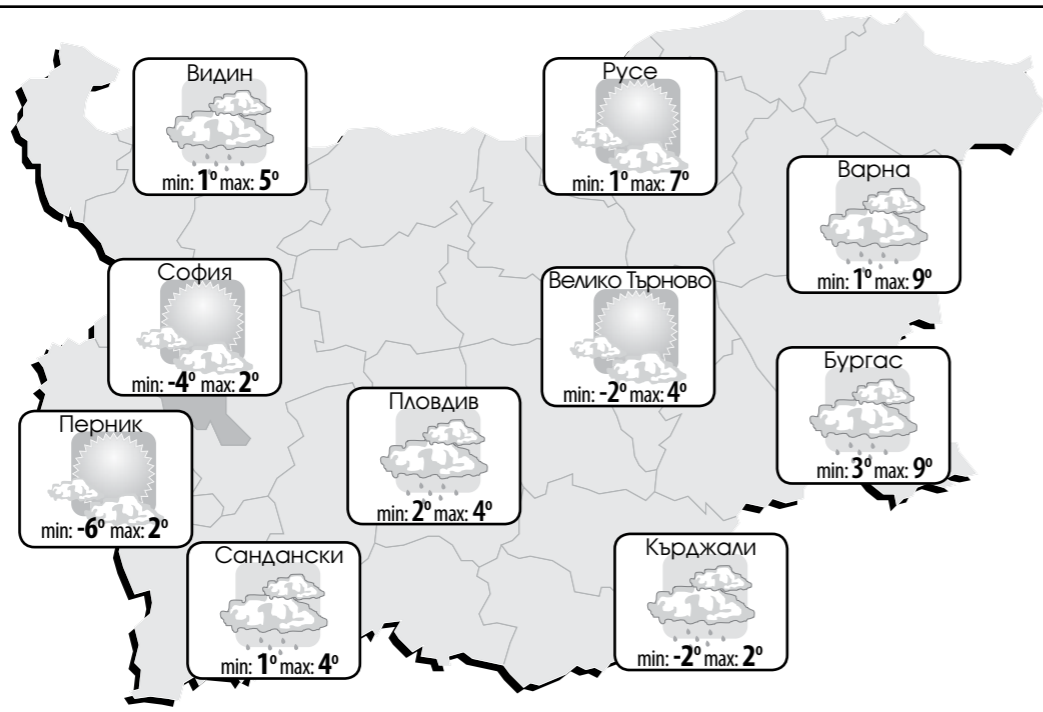 Видин
min: 1° max: 5°
Русе
min: 1° max: 7°
Варна
min: 1° max: 9°
София
min: -4° max: 2°
Велико Търново
min: -2° max: 4°
Бургас
min: 3° max: 9°
Пловдив
min: 2° max: 4°
Перник
min: -6° max: 2°
Сандански
min: 1° max: 4°
Кърджали
min: -2° max: 2°